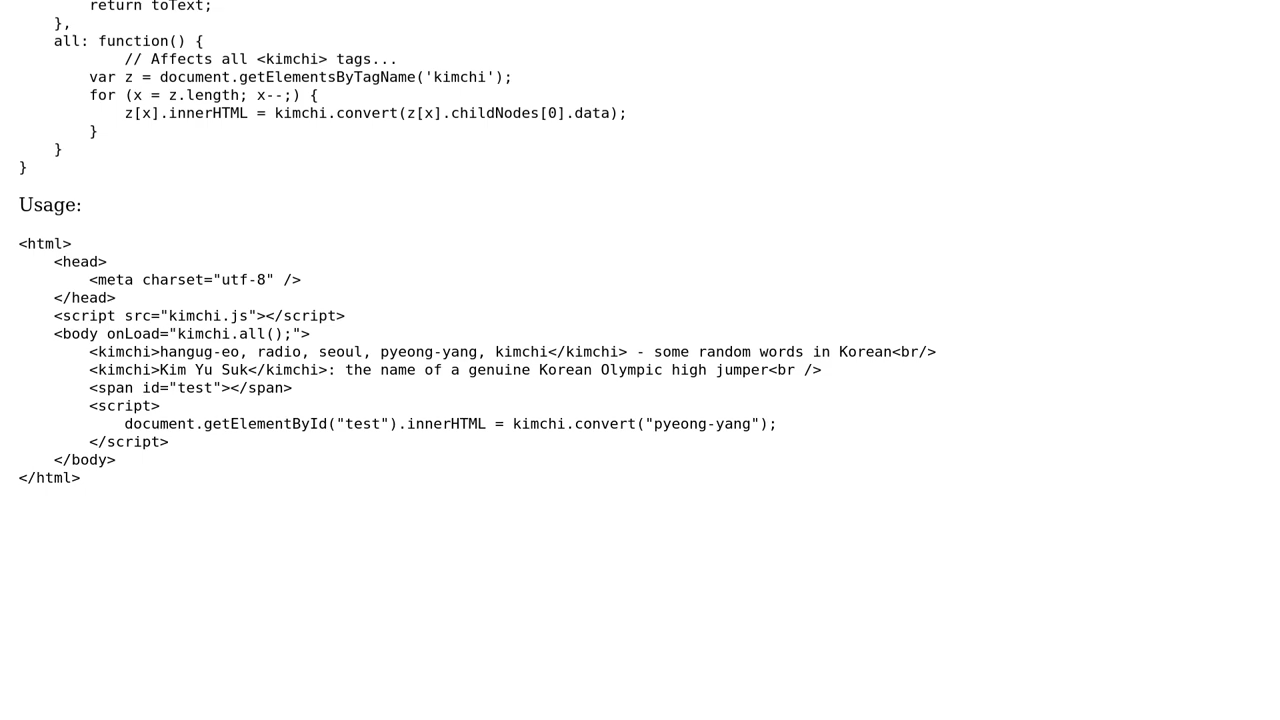 return toText;
    },
    all: function() {
            // Affects all <kimchi> tags...
        var z = document.getElementsByTagName('kimchi');
        for (x = z.length; x--;) {
            z[x].innerHTML = kimchi.convert(z[x].childNodes[0].data);
        }
    }
}
Usage:
<html>
    <head>
        <meta charset="utf-8" />
    </head>
    <script src="kimchi.js"></script>
    <body onLoad="kimchi.all();">
        <kimchi>hangug-eo, radio, seoul, pyeong-yang, kimchi</kimchi> - some random words in Korean<br/>
        <kimchi>Kim Yu Suk</kimchi>: the name of a genuine Korean Olympic high jumper<br />
        <span id="test"></span>
        <script>
            document.getElementById("test").innerHTML = kimchi.convert("pyeong-yang");
        </script>
    </body>
</html>